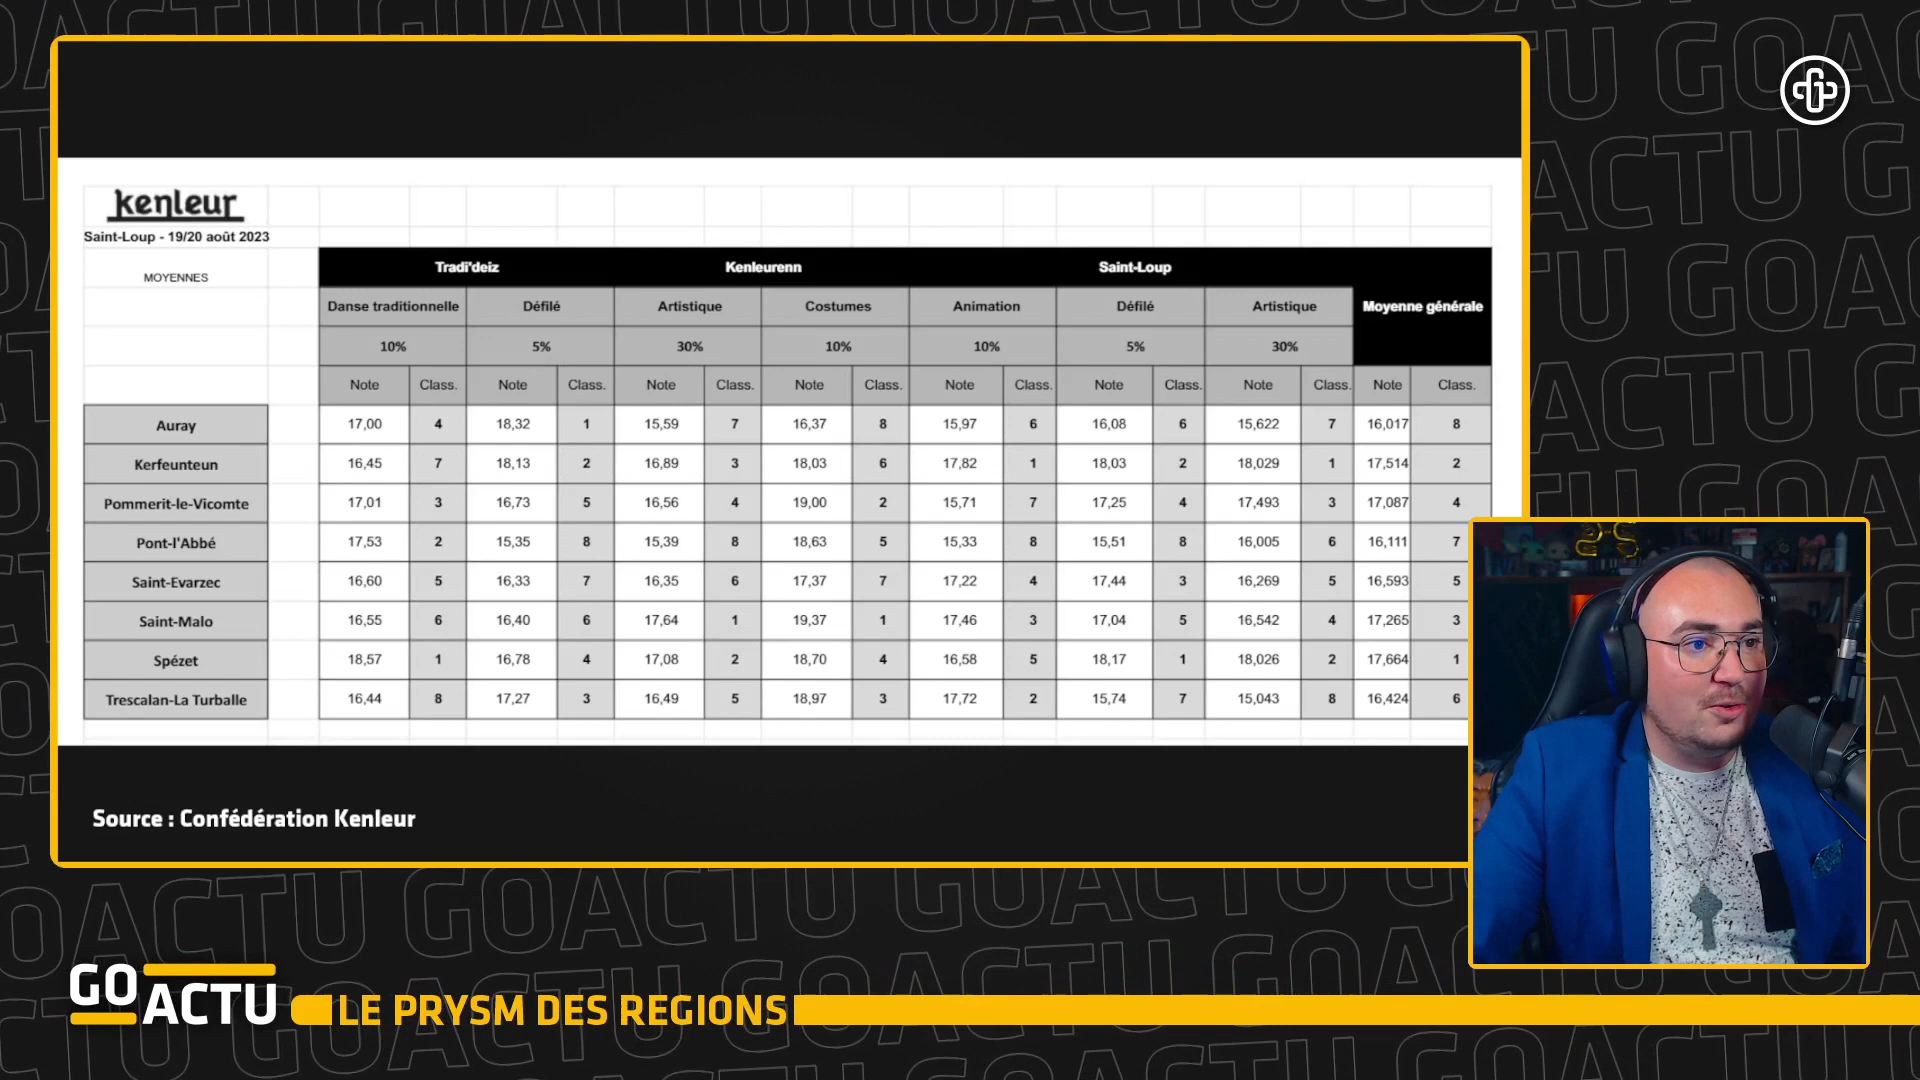 kenleur
Saint-Loup - 19/20 août 2023
MOYENNES
Tradi'deiz Kenleurenn Saint-Loup Moyenne générale
Danse traditionnelle Défilé Artistique Costumes Animation Défilé Artistique
10% 5% 30% 10% 10% 5% 30%
Note Class. Note Class. Note Class. Note Class. Note Class. Note Class. Note Class. Note Class.
Auray 17,00 4 18,32 1 15,59 7 16,37 8 15,97 6 16,08 6 15,622 7 16,017 8
Kerfeunteun 16,45 7 18,13 2 16,89 3 18,03 6 17,82 1 18,03 2 18,029 1 17,514 2
Pommerit-le-Vicomte 17,01 3 16,73 5 16,56 4 19,00 2 15,71 7 17,25 4 17,493 3 17,087 4
Pont-l'Abbé 17,53 2 15,35 8 15,39 8 18,63 5 15,33 8 15,51 8 16,005 6 16,111 7
Saint-Evarzec 16,60 5 16,33 7 16,35 6 17,37 7 17,22 4 17,44 3 16,269 5 16,593 5
Saint-Malo 16,55 6 16,40 6 17,64 1 19,37 1 17,46 3 17,04 5 16,542 4 17,265 3
Spézet 18,57 1 16,78 4 17,08 2 18,70 4 16,58 5 18,17 1 18,026 2 17,664 1
Trescalan-La Turballe 16,44 8 17,27 3 16,49 5 18,97 3 17,72 2 15,74 7 15,043 8 16,424 6
Source : Confédération Kenleur
GO ACTU
LE PRYSM DES REGIONS